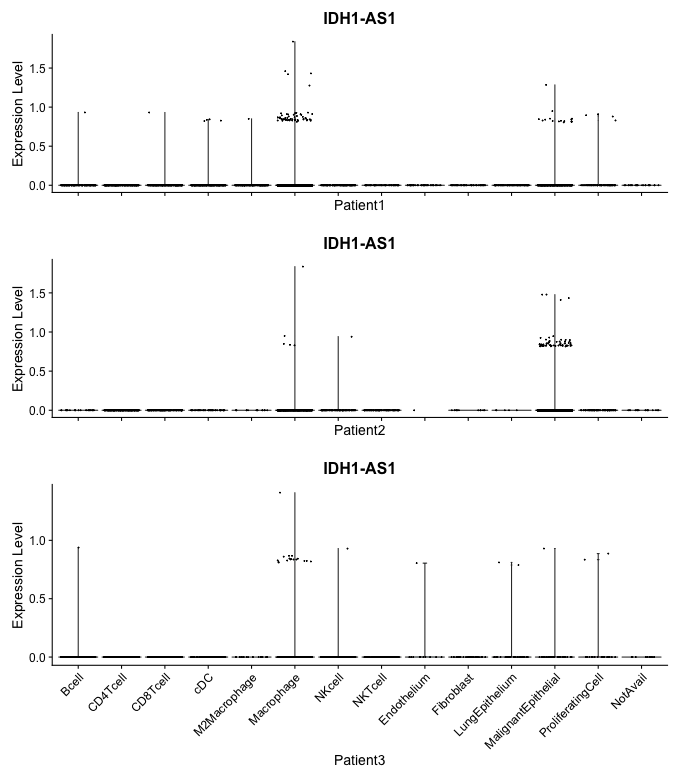 IDH1-AS1
Expression Level
1.5
1.0
0.5
0.0
Patient1
IDH1-AS1
Expression Level
1.5
1.0
0.5
0.0
Patient2
IDH1-AS1
Expression Level
1.0
0.5
0.0
Bcell
CD4Tcell
CD8Tcell
cDC
M2Macrophage
Macrophage
NKcell
NKTcell
Endothelium
Fibroblast
LungEpithelium
MalignantEpithelial
ProliferatingCell
NotAvail
Patient3